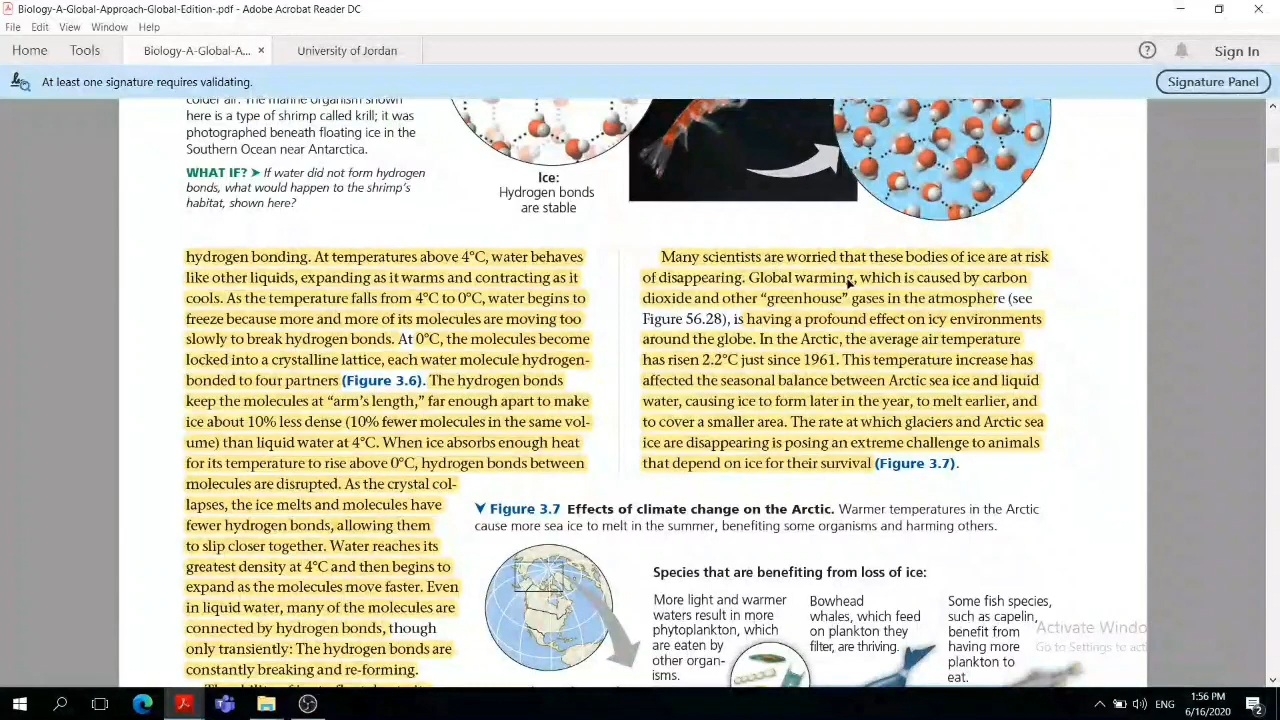 Biology-A-Global-Approach-Global-Edition-.pdf - Adobe Acrobat Reader DC
File Edit View Window Help
Home Tools Biology-A-Global-A... × University of Jordan Sign In
At least one signature requires validating. Signature Panel
colder air. The marine organism shown
here is a type of shrimp called krill; it was
photographed beneath floating ice in the
Southern Ocean near Antarctica.
WHAT IF? ➤ If water did not form hydrogen
bonds, what would happen to the shrimp's
habitat, shown here?
Ice:
Hydrogen bonds
are stable
hydrogen bonding. At temperatures above 4°C, water behaves
like other liquids, expanding as it warms and contracting as it
cools. As the temperature falls from 4°C to 0°C, water begins to
freeze because more and more of its molecules are moving too
slowly to break hydrogen bonds. At 0°C, the molecules become
locked into a crystalline lattice, each water molecule hydrogen-
bonded to four partners (Figure 3.6). The hydrogen bonds
keep the molecules at "arm's length," far enough apart to make
ice about 10% less dense (10% fewer molecules in the same vol-
ume) than liquid water at 4°C. When ice absorbs enough heat
for its temperature to rise above 0°C, hydrogen bonds between
molecules are disrupted. As the crystal col-
lapses, the ice melts and molecules have
fewer hydrogen bonds, allowing them
to slip closer together. Water reaches its
greatest density at 4°C and then begins to
expand as the molecules move faster. Even
in liquid water, many of the molecules are
connected by hydrogen bonds, though
only transiently: The hydrogen bonds are
constantly breaking and re-forming.
Many scientists are worried that these bodies of ice are at risk
of disappearing. Global warming, which is caused by carbon
dioxide and other "greenhouse" gases in the atmosphere (see
Figure 56.28), is having a profound effect on icy environments
around the globe. In the Arctic, the average air temperature
has risen 2.2°C just since 1961. This temperature increase has
affected the seasonal balance between Arctic sea ice and liquid
water, causing ice to form later in the year, to melt earlier, and
to cover a smaller area. The rate at which glaciers and Arctic sea
ice are disappearing is posing an extreme challenge to animals
that depend on ice for their survival (Figure 3.7).
▼ Figure 3.7 Effects of climate change on the Arctic. Warmer temperatures in the Arctic
cause more sea ice to melt in the summer, benefiting some organisms and harming others.
Species that are benefiting from loss of ice:
More light and warmer
waters result in more
phytoplankton, which
are eaten by
other organ-
isms.
Bowhead
whales, which feed
on plankton they
filter, are thriving.
Some fish species,
such as capelin,
benefit from
having more
plankton to
eat.
Activate Windo
Go to Settings to act
ENG
1:56 PM
6/16/2020
2